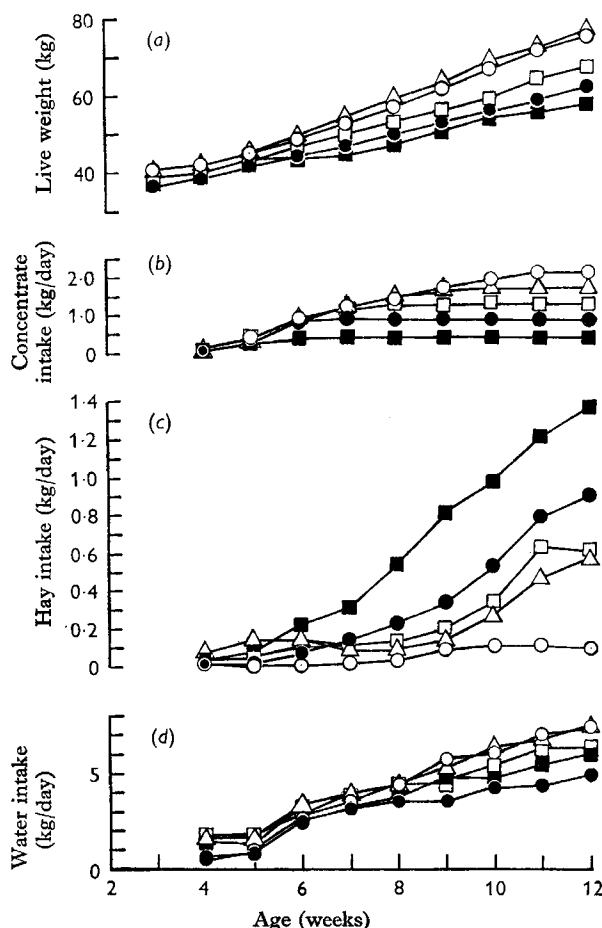 (a)
Live weight (kg)
80
60
40
(b)
Concentrate
intake (kg/day)
2·0
1·0
0
(c)
Hay intake (kg/day)
1·4
1·2
1·0
0·8
0·6
0·4
0·2
0
(d)
Water intake
(kg/day)
5
0
2 4 6 8 10 12
Age (weeks)